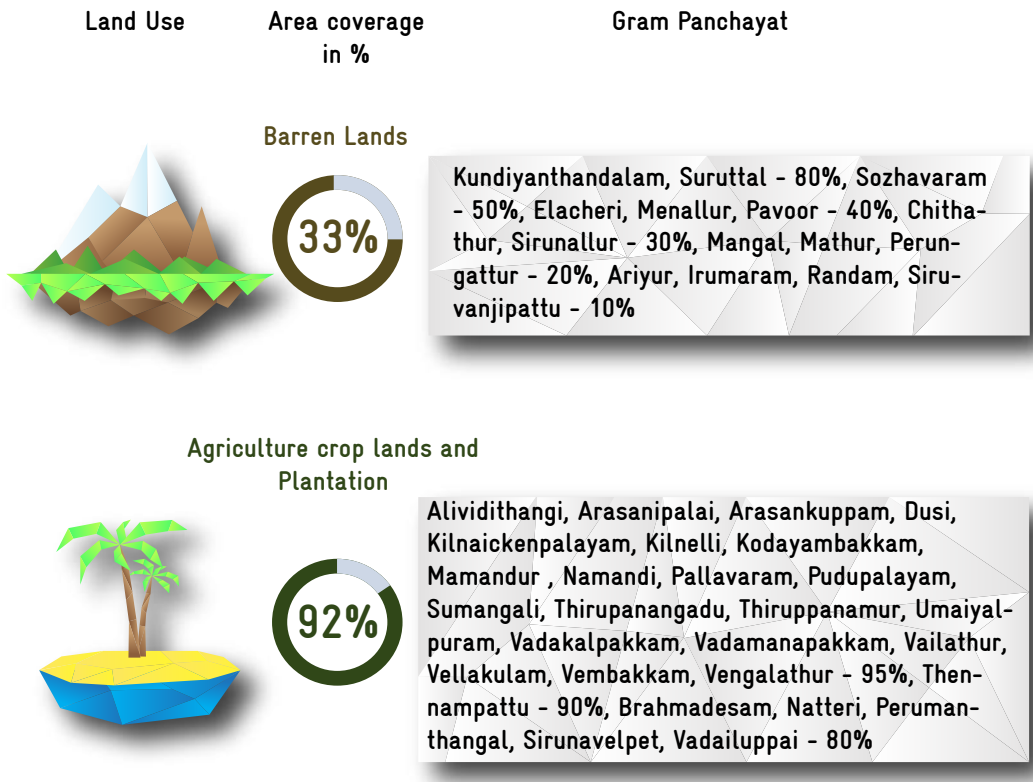 Land Use
Area coverage
in %
Gram Panchayat
Barren Lands
33%
Kundiyanthandalam, Suruttal - 80%, Sozhavaram
- 50%, Elacheri, Menallur, Pavoor - 40%, Chitha-
thur, Sirunallur - 30%, Mangal, Mathur, Perun-
gattur - 20%, Ariyur, Irumaram, Randam, Siru-
vanjipattu - 10%
Agriculture crop lands and
Plantation
92%
Alividithangi, Arasanipalai, Arasankuppam, Dusi,
Kilnaickenpalayam, Kilnelli, Kodayambakkam,
Mamandur , Namandi, Pallavaram, Pudupalayam,
Sumangali, Thirupanangadu, Thiruppanamur, Umaiyal-
puram, Vadakalpakkam, Vadamanapakkam, Vailathur,
Vellakulam, Vembakkam, Vengalathur - 95%, Then-
nampattu - 90%, Brahmadesam, Natteri, Peruman-
thangal, Sirunavelpet, Vadailuppai - 80%